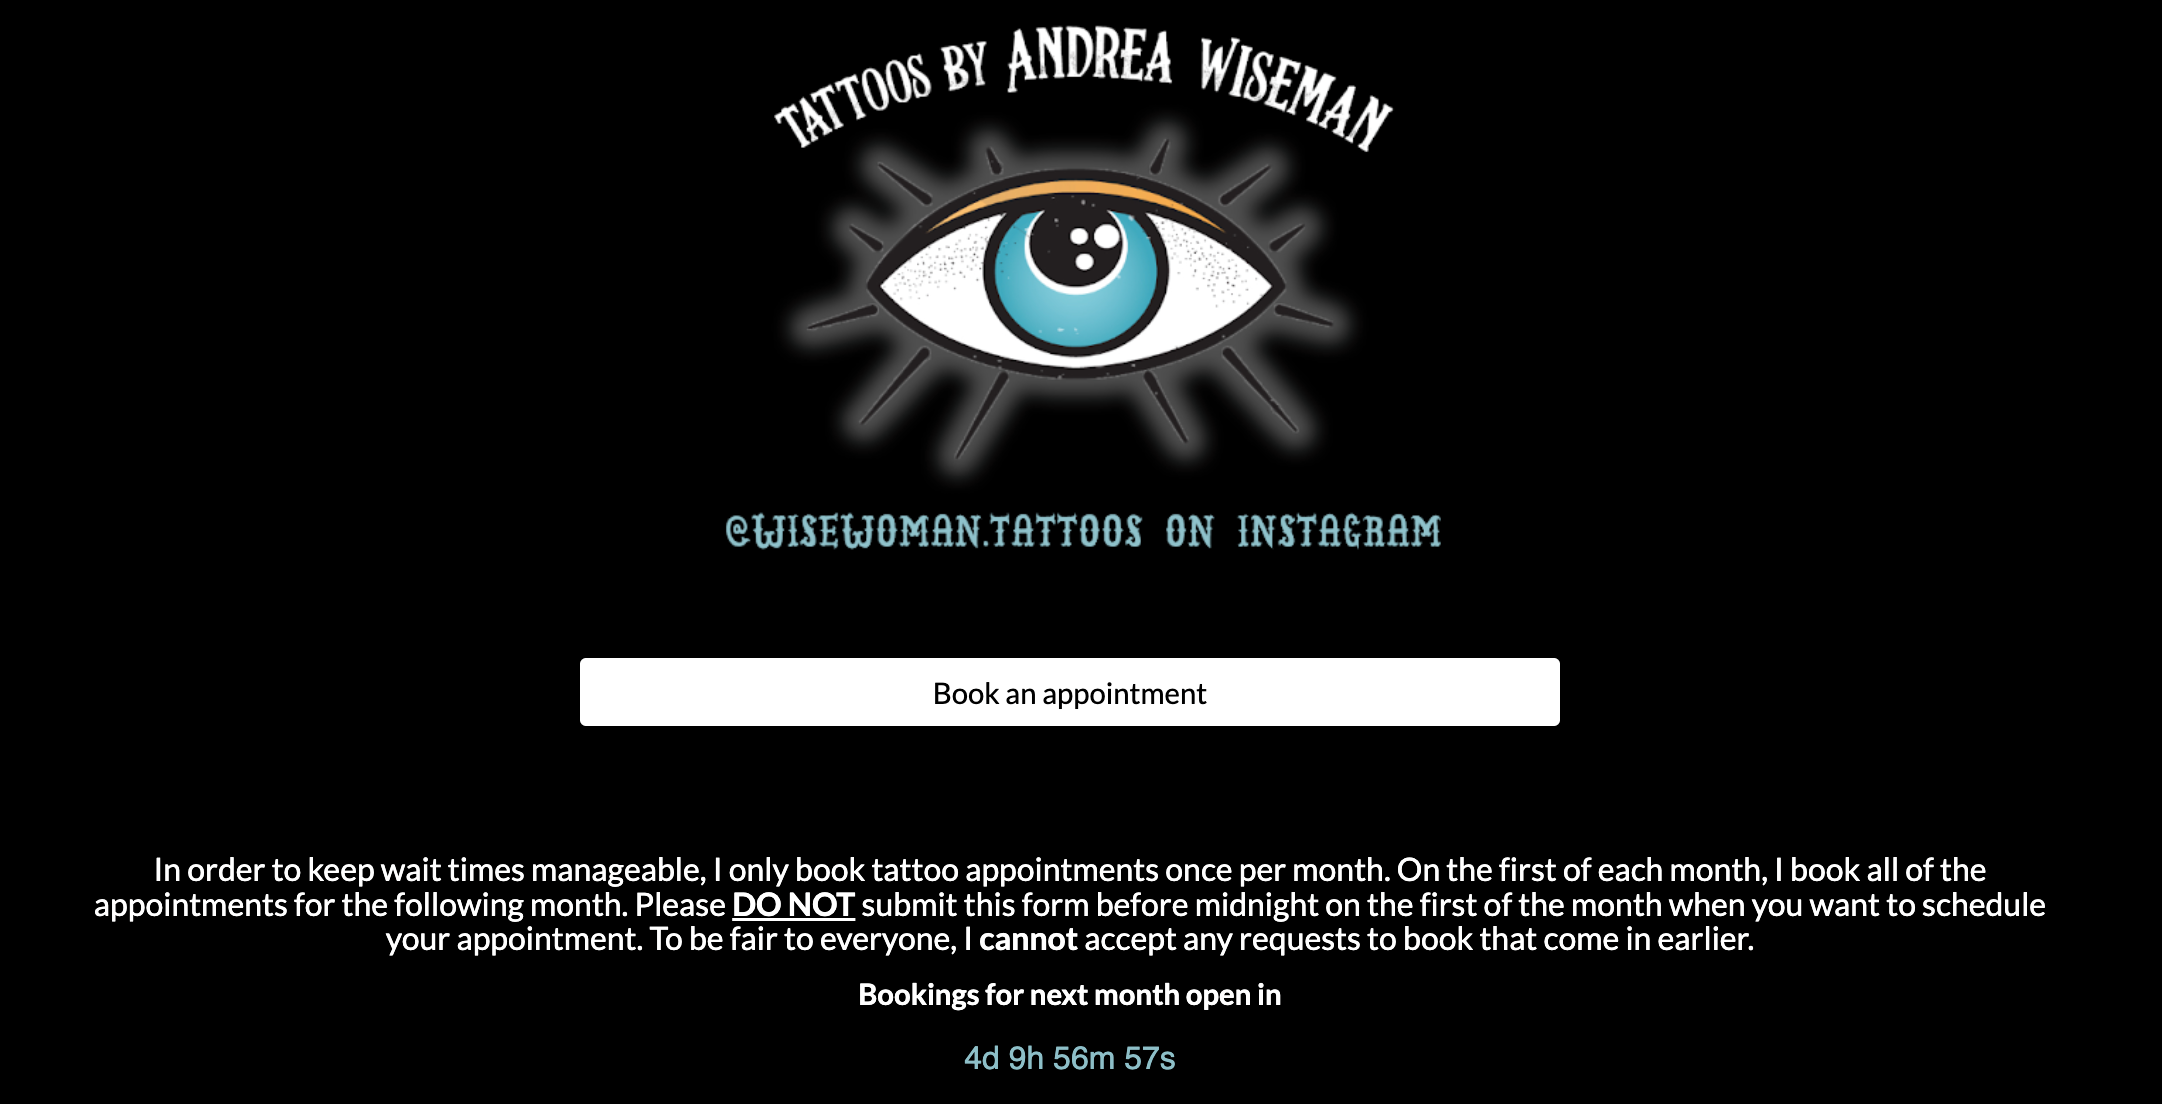 TATTOOS BY ANDREA WISEMAN
@WISEWOMAN.TATTOOS ON INSTAGRAM
Book an appointment
In order to keep wait times manageable, I only book tattoo appointments once per month. On the first of each month, I book all of the
appointments for the following month. Please DO NOT submit this form before midnight on the first of the month when you want to schedule
your appointment. To be fair to everyone, I cannot accept any requests to book that come in earlier.
Bookings for next month open in
4d 9h 56m 57s